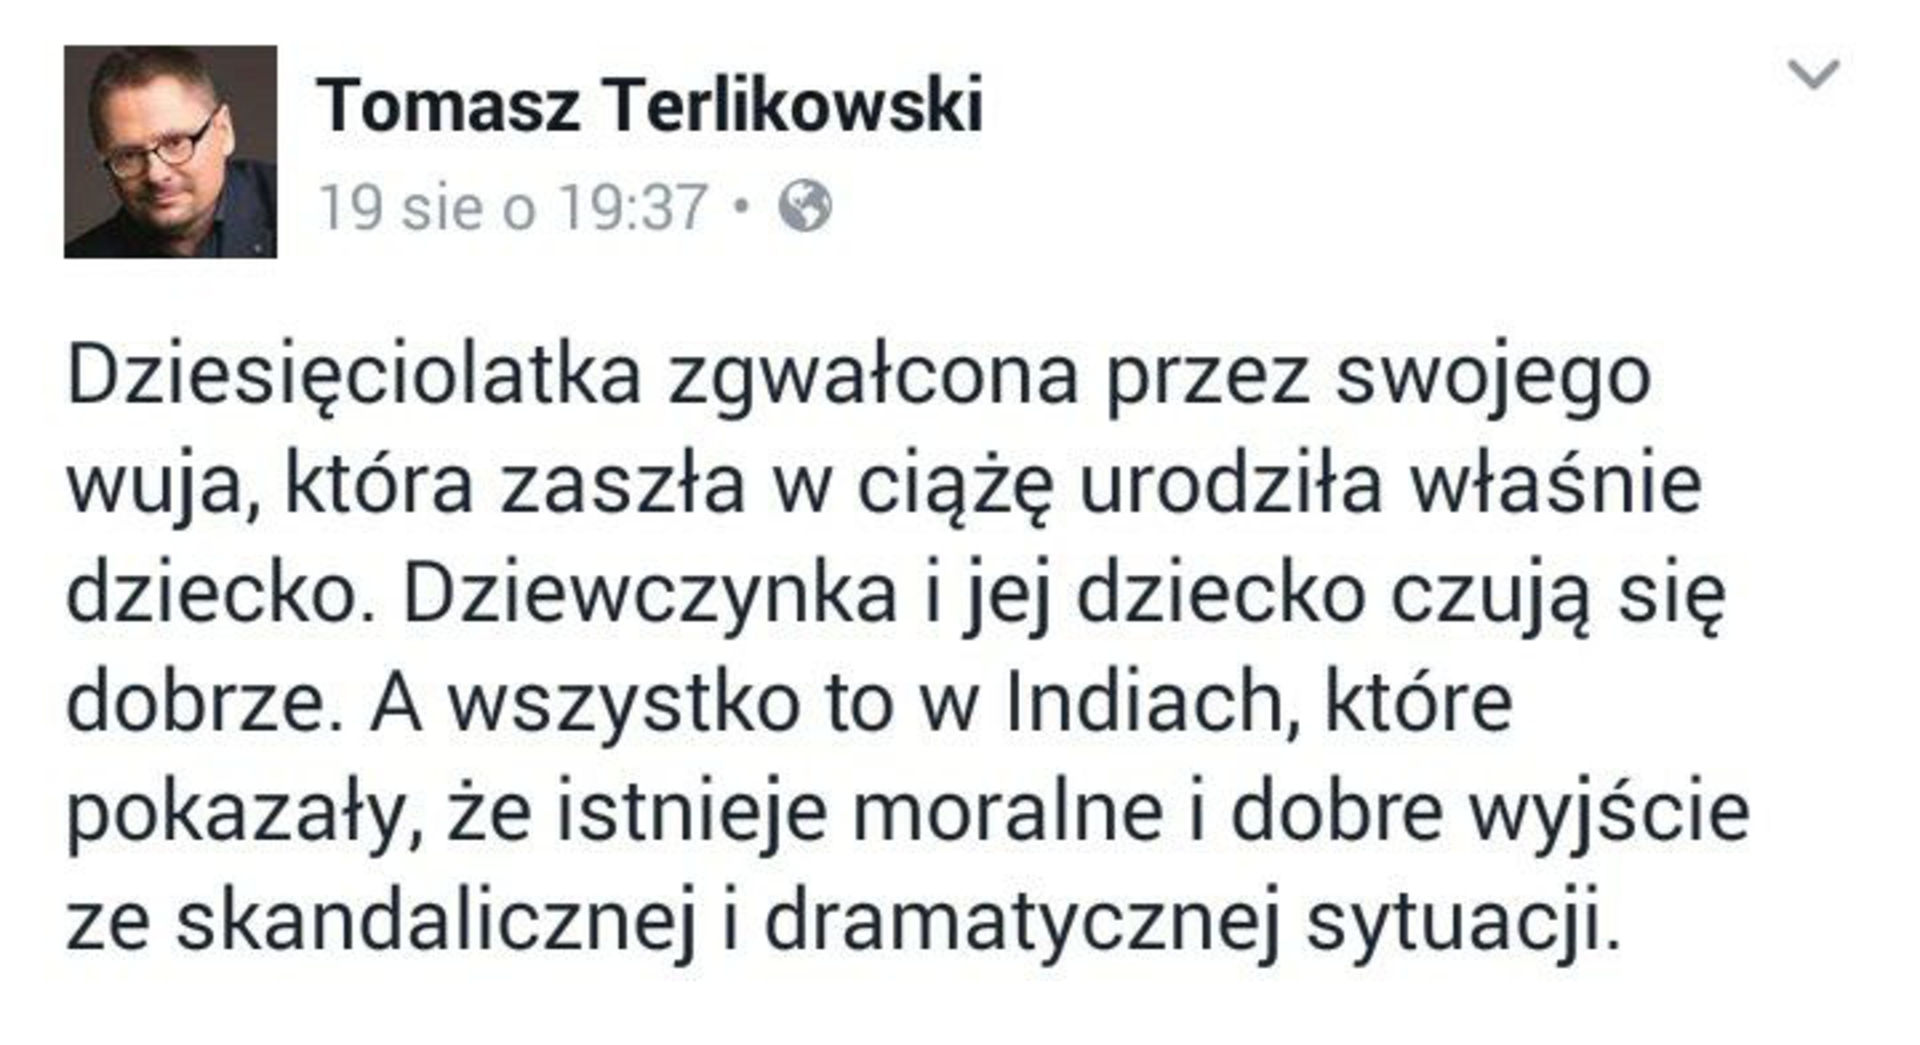 Tomasz Terlikowski
19 sie o 19:37 •
Dziesięciolatka zgwałcona przez swojego
wuja, która zaszła w ciążę urodziła właśnie
dziecko. Dziewczynka i jej dziecko czują się
dobrze. A wszystko to w Indiach, które
pokazały, że istnieje moralne i dobre wyjście
ze skandalicznej i dramatycznej sytuacji.